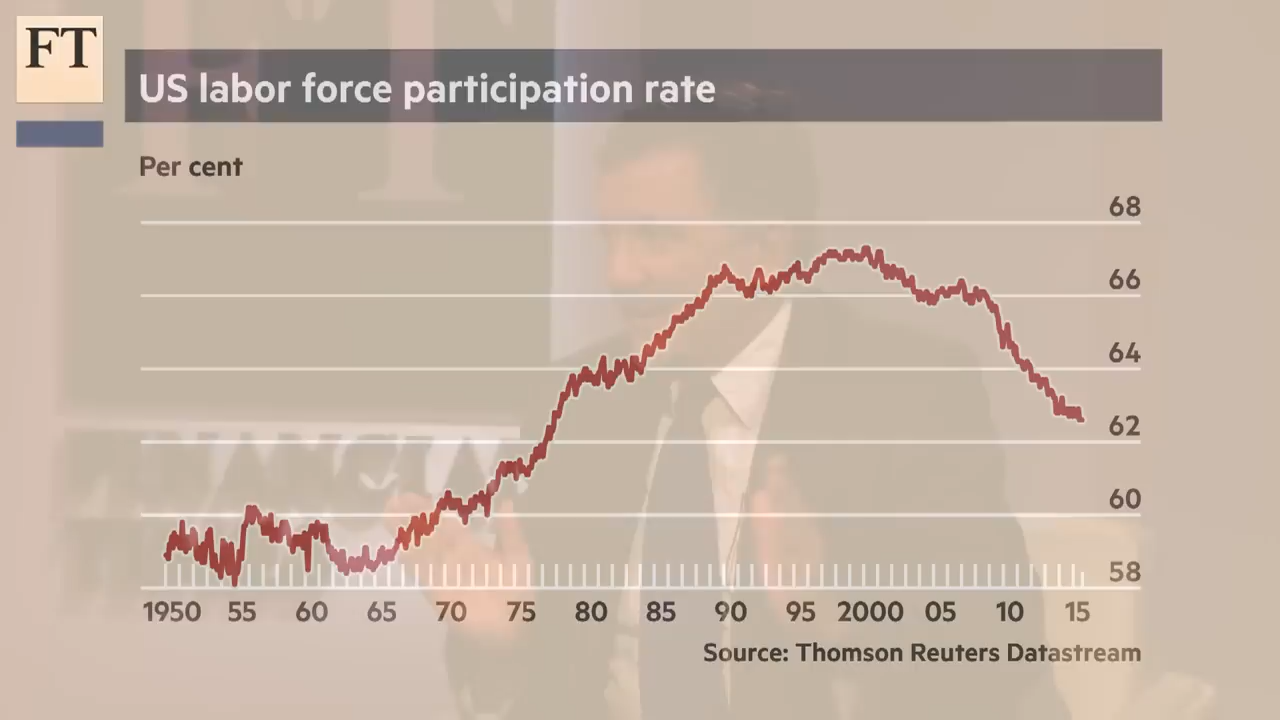 FT
US labor force participation rate
Per cent
68
66
64
62
60
58
1950 55 60 65 70 75 80 85 90 95 2000 05 10 15
Source: Thomson Reuters Datastream